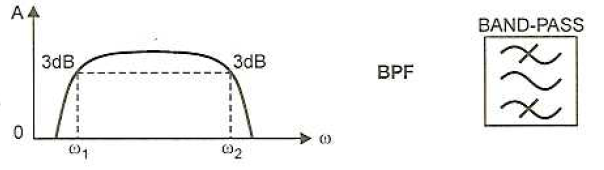 A
BAND-PASS
3dB 3dB
BPF
0
ω₁ ω₂ ω